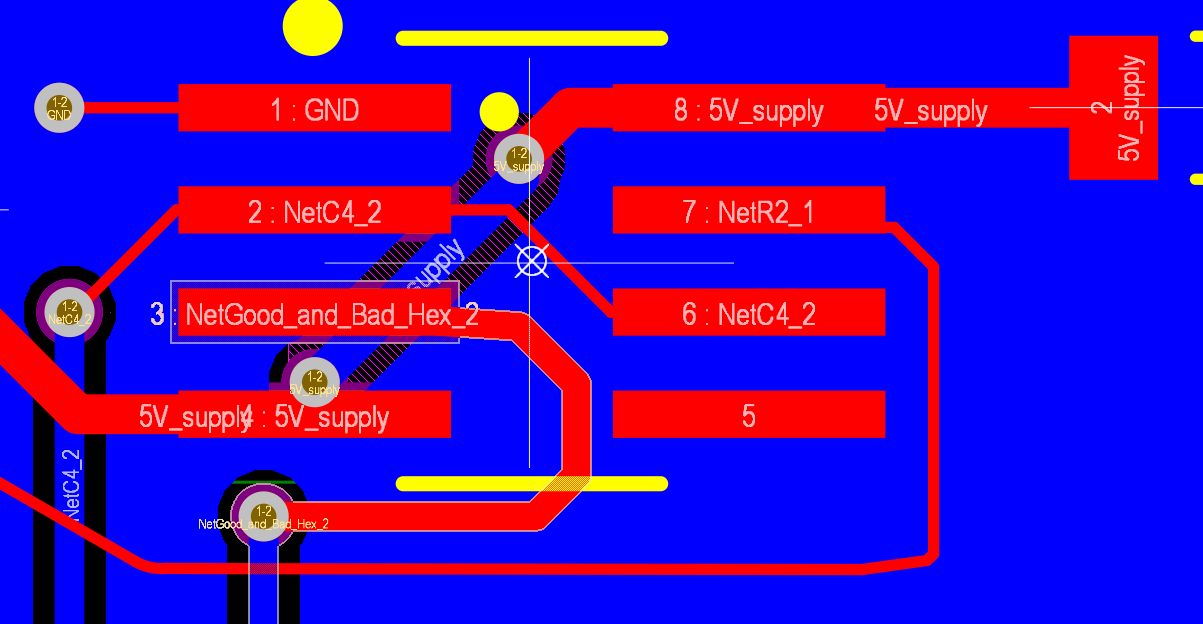 1-2
GND
1 : GND
8 : 5V_supply
5V_supply
2
5V_supply
1-2
5V_supply
2 : NetC4_2
7 : NetR2_1
supply
1-2
NetC4_2
3 : NetGood_and_Bad_Hex_2
6 : NetC4_2
1-2
5V_supply
5V_supply
4 : 5V_supply
5
NetC4_2
1-2
NetGood_and_Bad_Hex_2